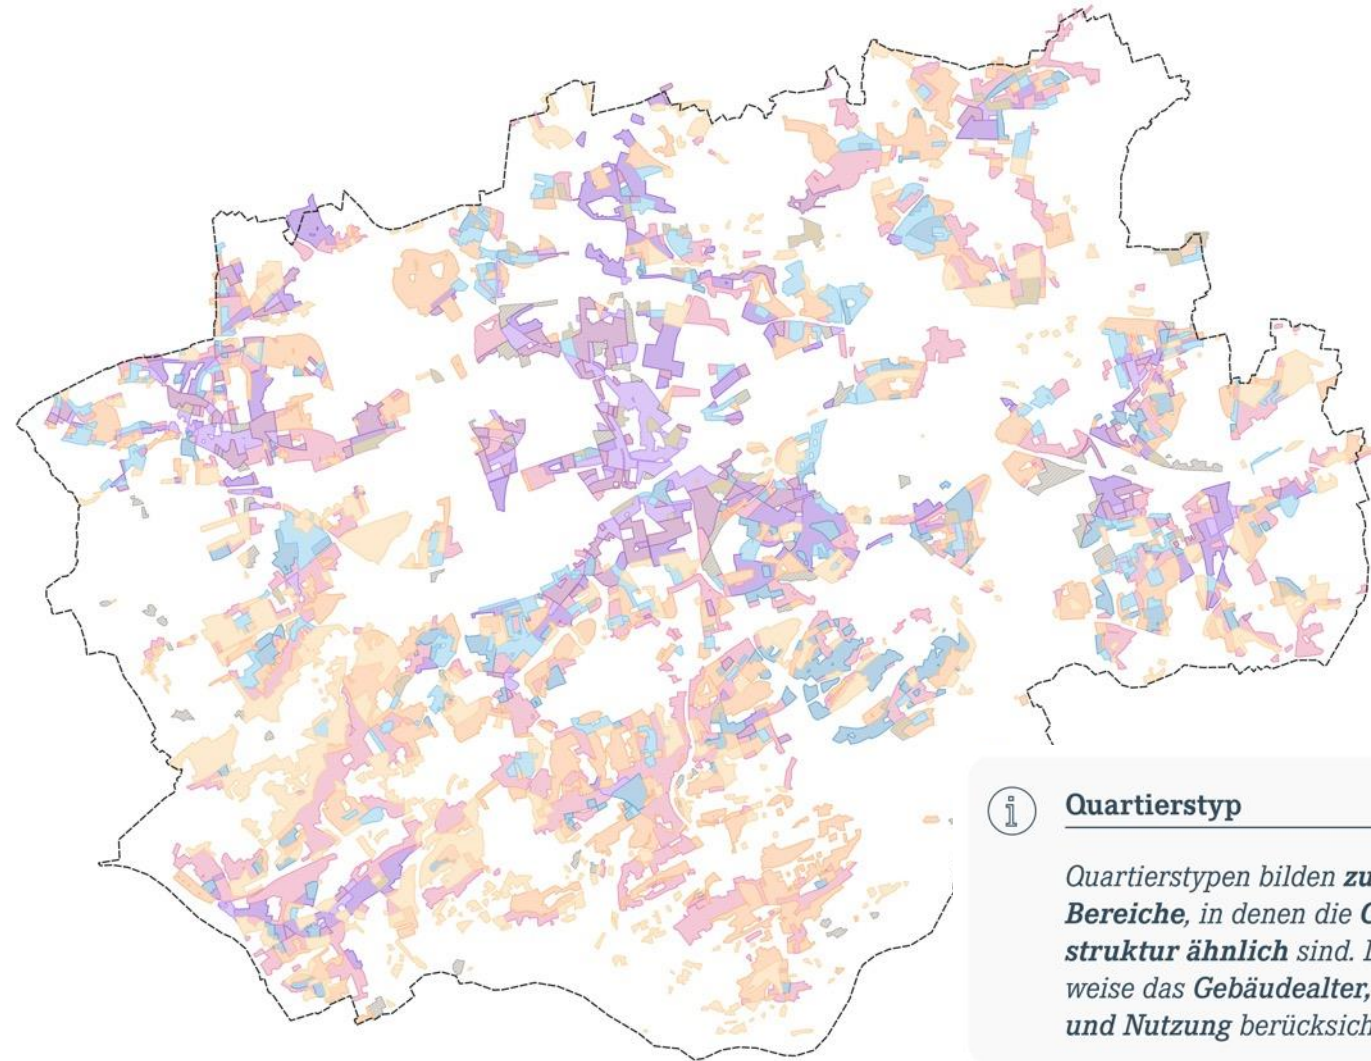 Quartierstyp
Quartierstypen bilden zu
Bereiche, in denen die
struktur ähnlich sind.
weise das Gebäudealter,
und Nutzung berücksich